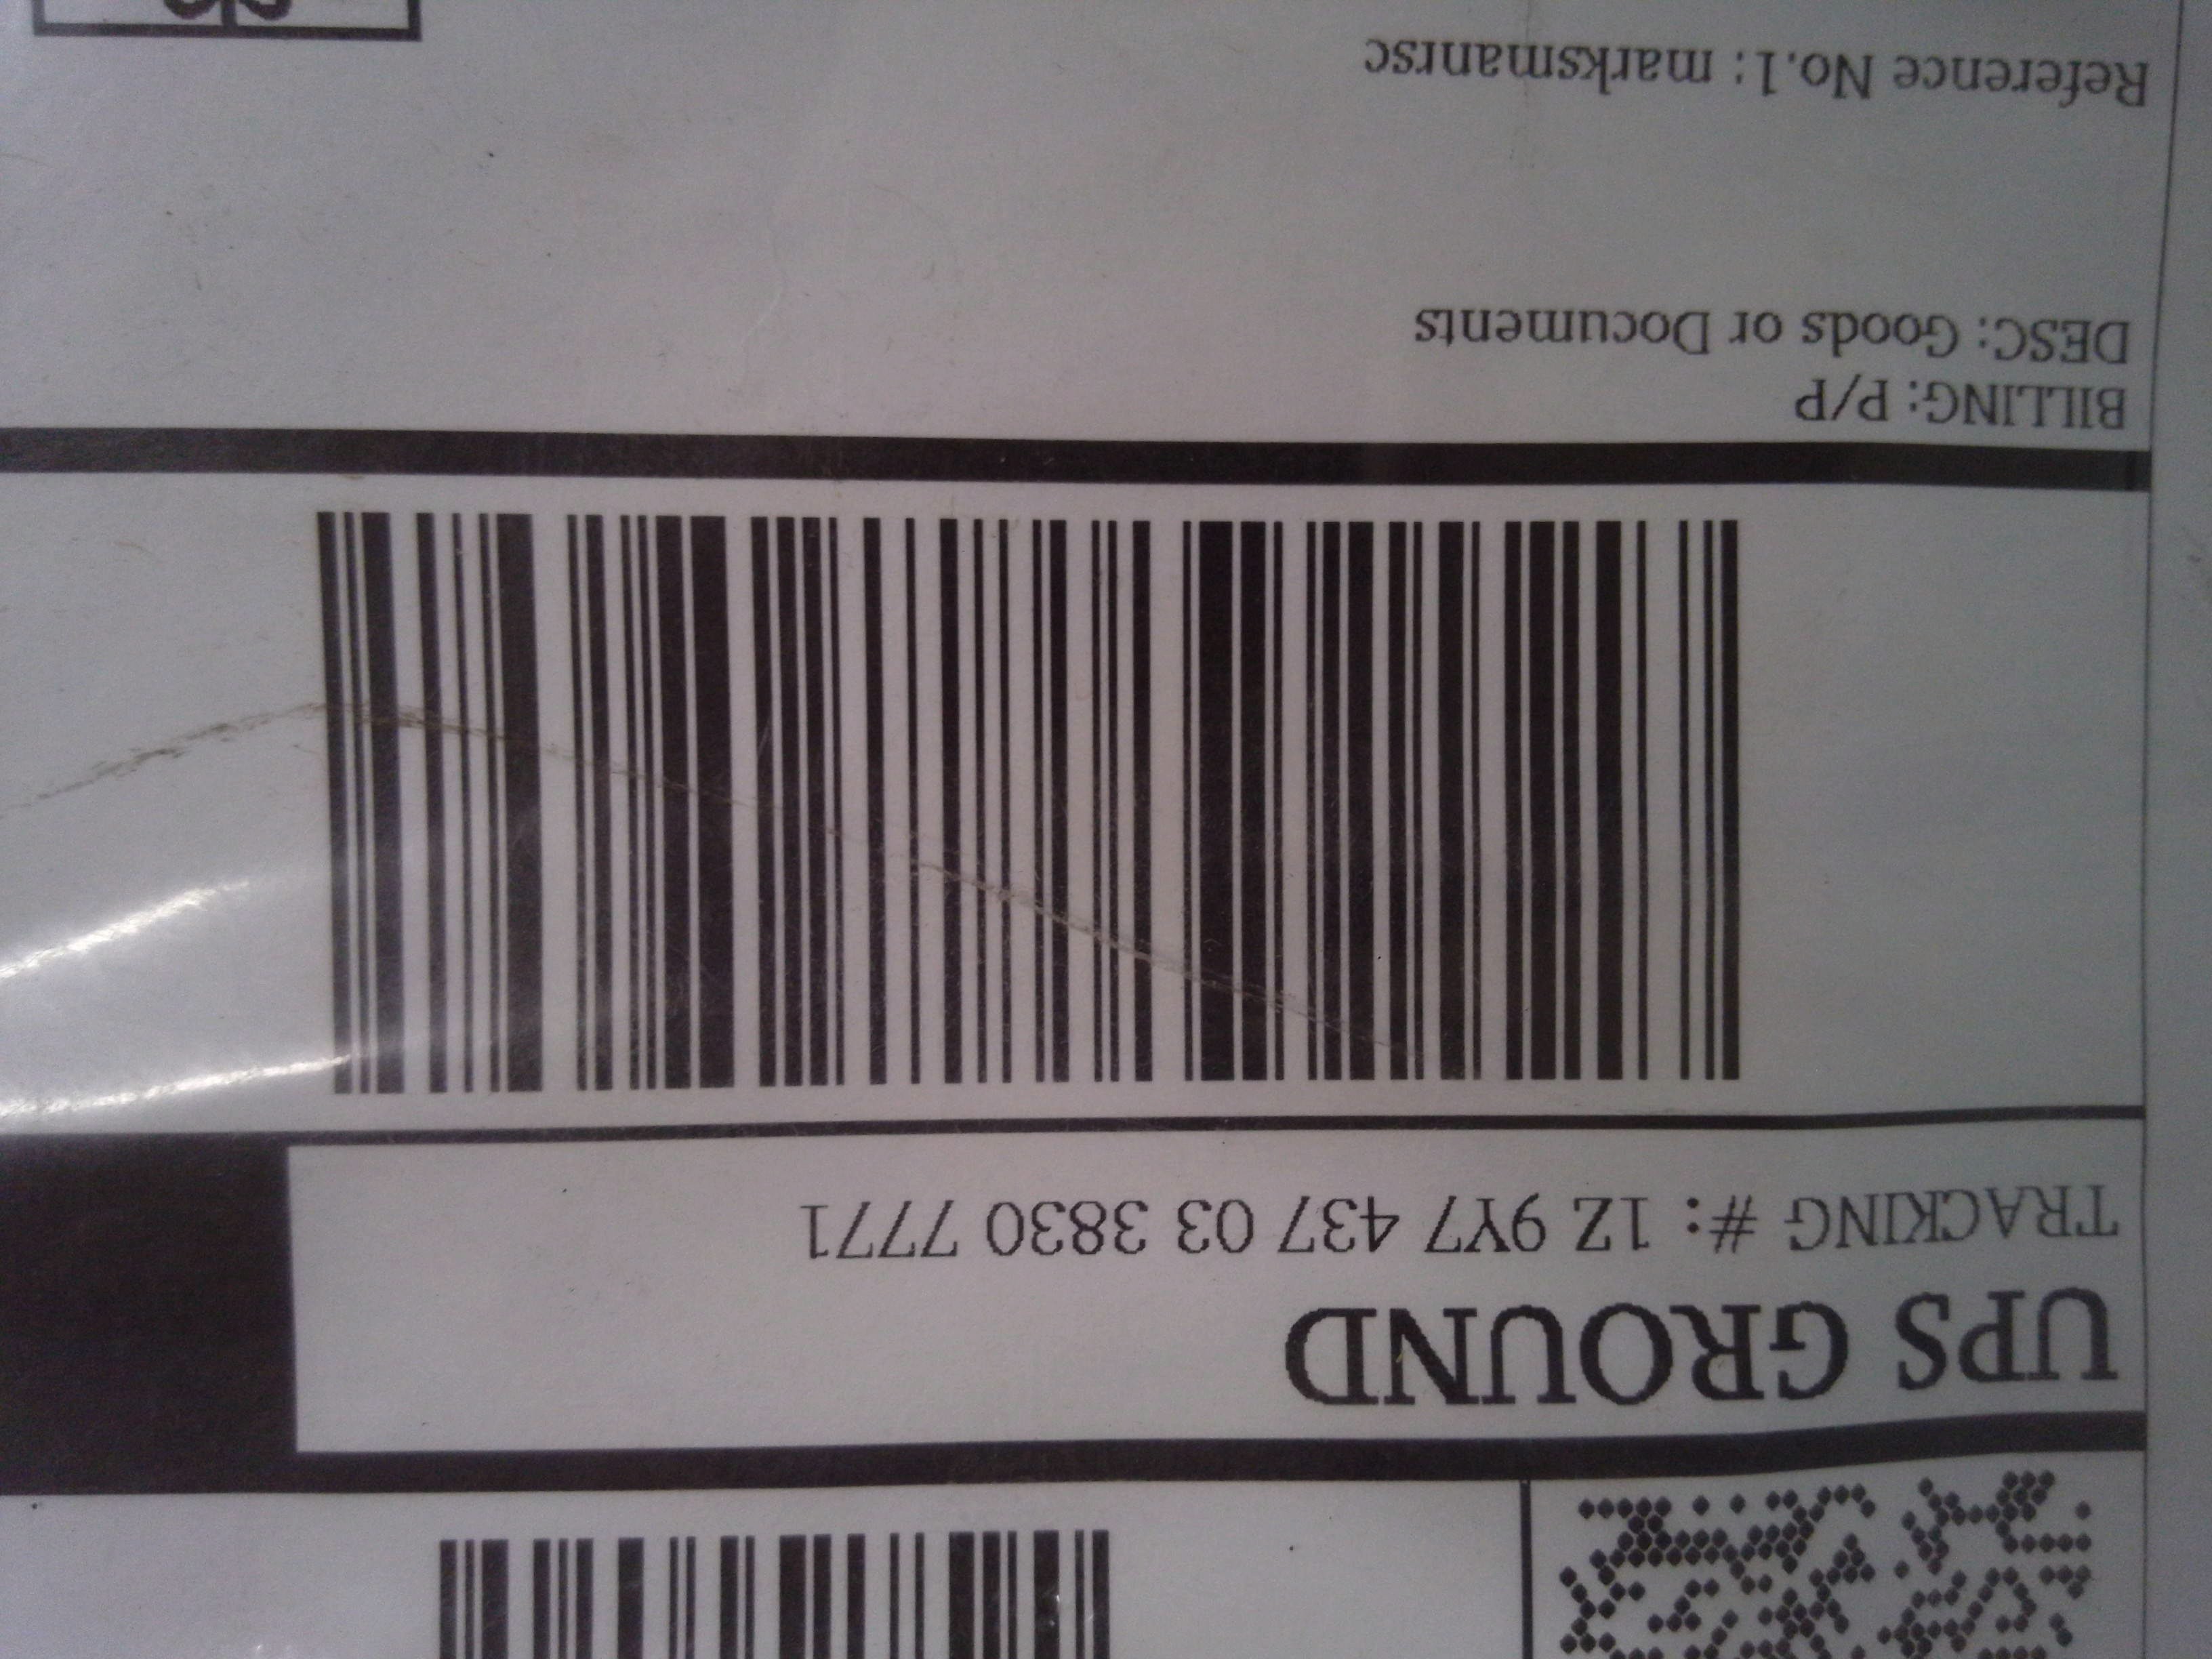 UPS GROUND
TRACKING #: 1Z 9Y7 437 03 3830 7771
BILLING: P/P
DESC: Goods or Documents
Reference No.1: marksmanrsc